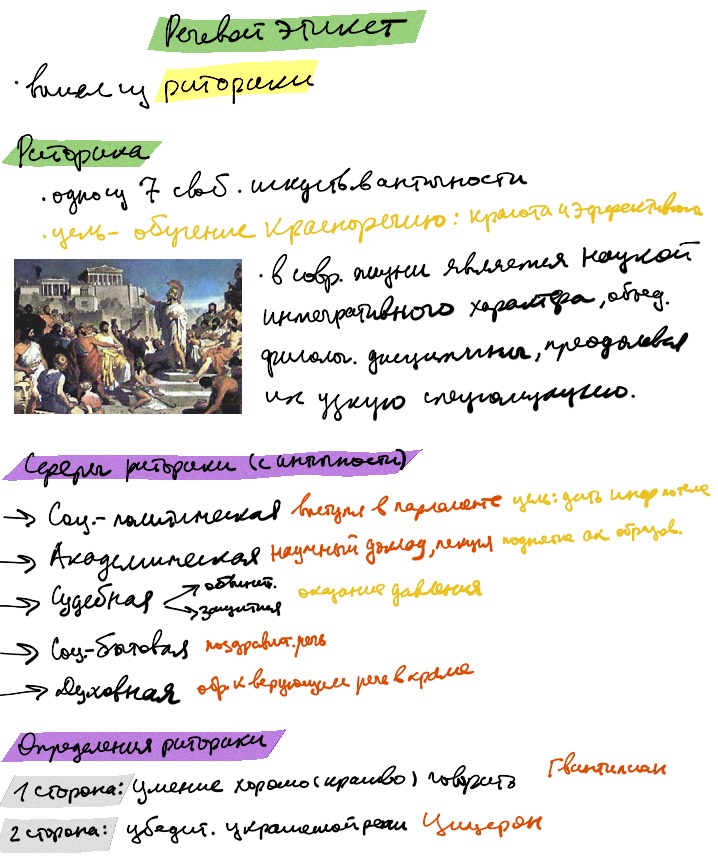 Речевой этикет
· вышел из риторики
Риторика
· одно из 7 своб. искусств в античности
· цель – обучение красноречию: красота и эффективность
· в совр. жизни является наукой
интегративного характера, объед.
филолог. дисциплины, преодолевая
их узкую специализацию.
Сферы риторики (с античности)
→ Соц.-политическая выступл в парламенте цель: дать инф
→ Академическая научный доклад, лекция поднятие ак образов.
→ Судебная обвинит. оказание давления
защитная
→ Соц.-бытовая поздравит. речь
→ Духовная обр. к верующим речь в храме
Определения риторики
1 сторона: умение хорошо (красиво) говорить Квинтилиан
2 сторона: убедит. украшеной речи Цицерон